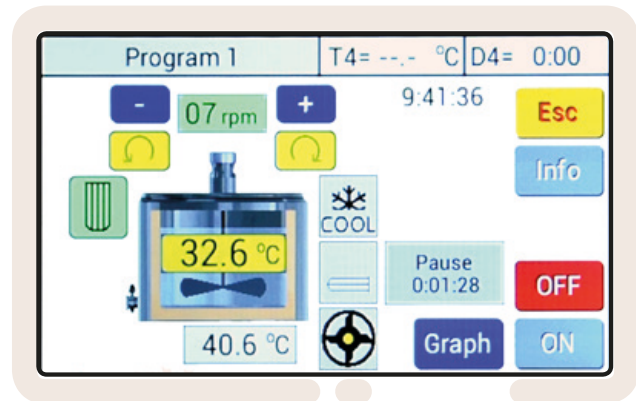 Program 1 T4= --.- °C D4= 0:00
9:41:36
- 07 rpm + Esc
Info
COOL
32.6 °C
Pause
0:01:28
OFF
40.6 °C
Graph
ON